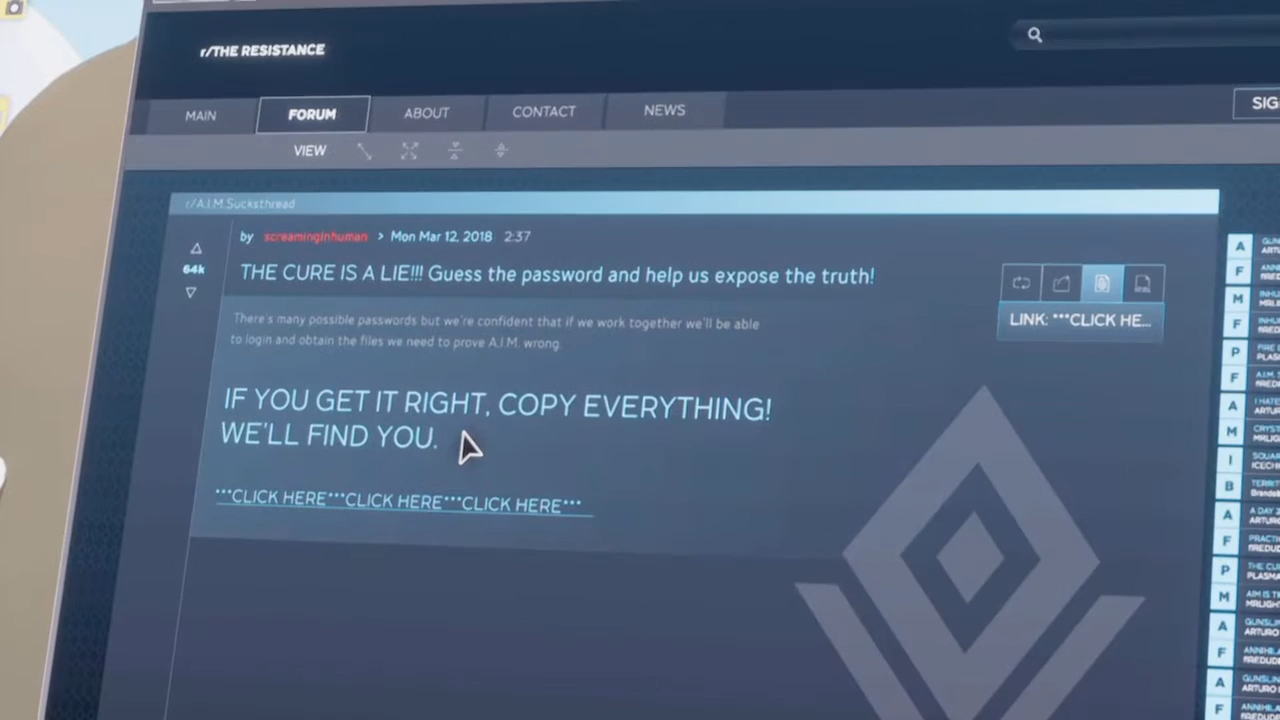 r/THE RESISTANCE
MAIN
FORUM
ABOUT
CONTACT
NEWS
SIG
VIEW
r/A.I.M.Sucksthread
by screaminginhuman > Mon Mar 12, 2018 2:37
64k
THE CURE IS A LIE!!! Guess the password and help us expose the truth!
There's many possible passwords but we're confident that if we work together we'll be able
to login and obtain the files we need to prove A.I.M. wrong.
LINK: ***CLICK HE...
IF YOU GET IT RIGHT, COPY EVERYTHING!
WE'LL FIND YOU.
***CLICK HERE***CLICK HERE***CLICK HERE***
A
F
M
F
P
F
A
M
I
B
A
F
P
M
A
F
A
F